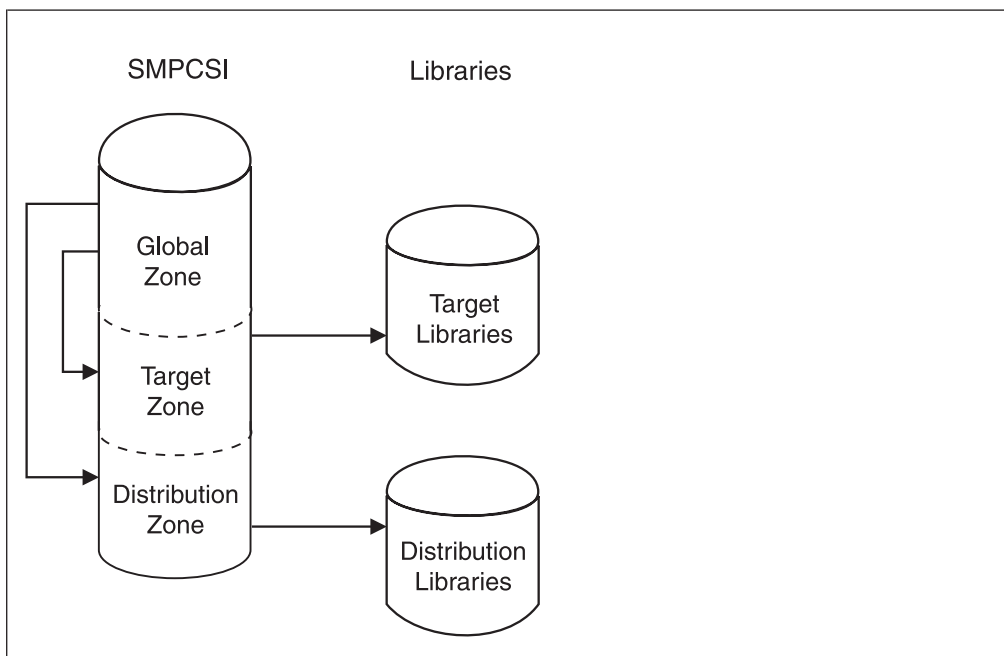 SMPCSI
Libraries
Global
Zone
Target
Libraries
Target
Zone
Distribution
Zone
Distribution
Libraries